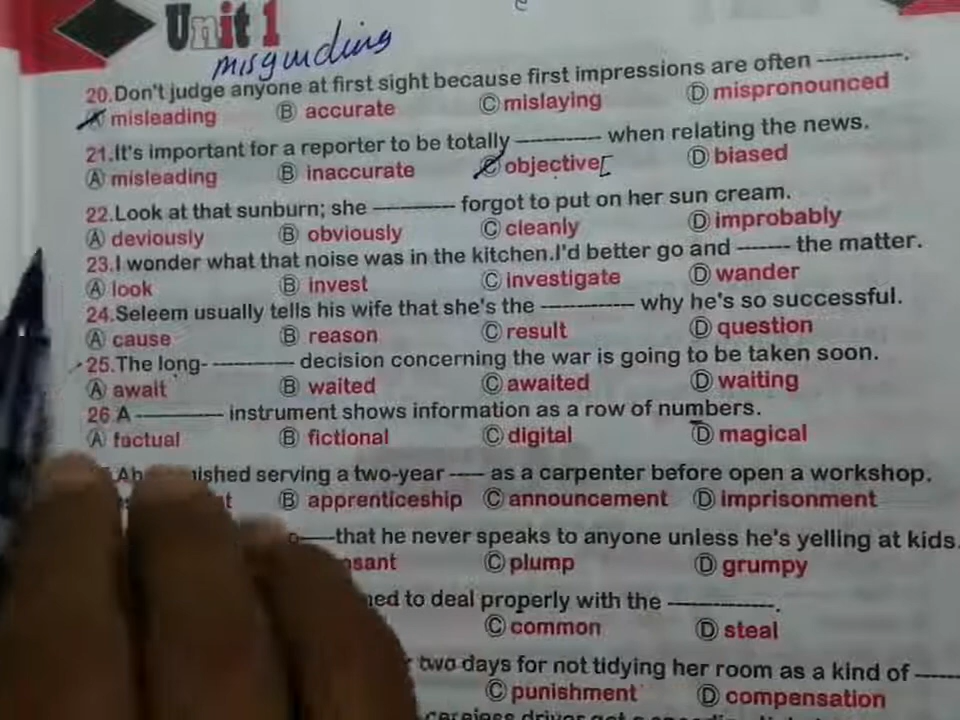 Unit 1
misguiding
20.Don't judge anyone at first sight because first impressions are often ----------.
A misleading B accurate C mislaying D mispronounced
21.It's important for a reporter to be totally ---------- when relating the news.
A misleading B inaccurate C objective[ D biased
22.Look at that sunburn; she ---------- forgot to put on her sun cream.
A deviously B obviously C cleanly D improbably
23.I wonder what that noise was in the kitchen.I'd better go and ------- the matter.
A look B invest C investigate D wander
24.Seleem usually tells his wife that she's the ----------- why he's so successful.
A cause B reason C result D question
25.The long- ---------- decision concerning the war is going to be taken soon.
A await B waited C awaited D waiting
26 A ----------- instrument shows information as a row of numbers.
A factual B fictional C digital D magical
serving a two-year ---- as a carpenter before open a workshop.
B apprenticeship C announcement D imprisonment
----that he never speaks to anyone unless he's yelling at kids.
C plump D grumpy
to deal properly with the -------------.
C common D steal
two days for not tidying her room as a kind of -----
C punishment D compensation